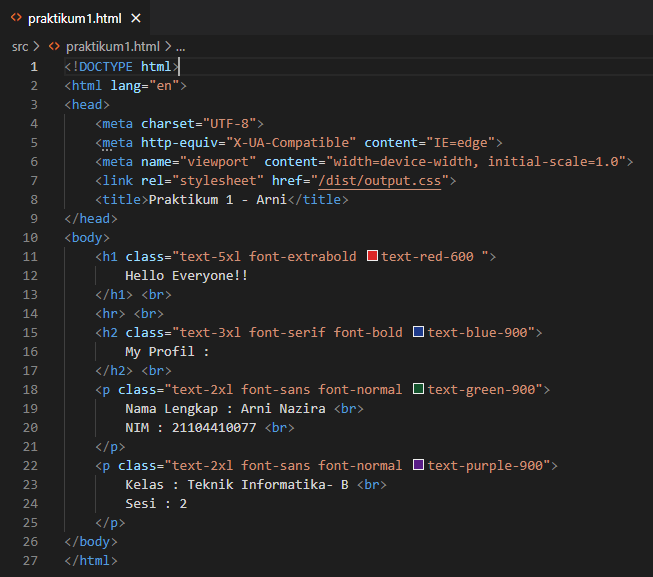 praktikum1.html
src > praktikum1.html > ...
1 <!DOCTYPE html>
2 <html lang="en">
3 <head>
4     <meta charset="UTF-8">
5     <meta http-equiv="X-UA-Compatible" content="IE=edge">
6     <meta name="viewport" content="width=device-width, initial-scale=1.0">
7     <link rel="stylesheet" href="/dist/output.css">
8     <title>Praktikum 1 - Arni</title>
9 </head>
10 <body>
11     <h1 class="text-5xl font-extrabold text-red-600 ">
12         Hello Everyone!!
13     </h1> <br>
14     <hr> <br>
15     <h2 class="text-3xl font-serif font-bold text-blue-900">
16         My Profil :
17     </h2> <br>
18     <p class="text-2xl font-sans font-normal text-green-900">
19         Nama Lengkap : Arni Nazira <br>
20         NIM : 21104410077 <br>
21     </p>
22     <p class="text-2xl font-sans font-normal text-purple-900">
23         Kelas : Teknik Informatika- B <br>
24         Sesi : 2
25     </p>
26 </body>
27 </html>